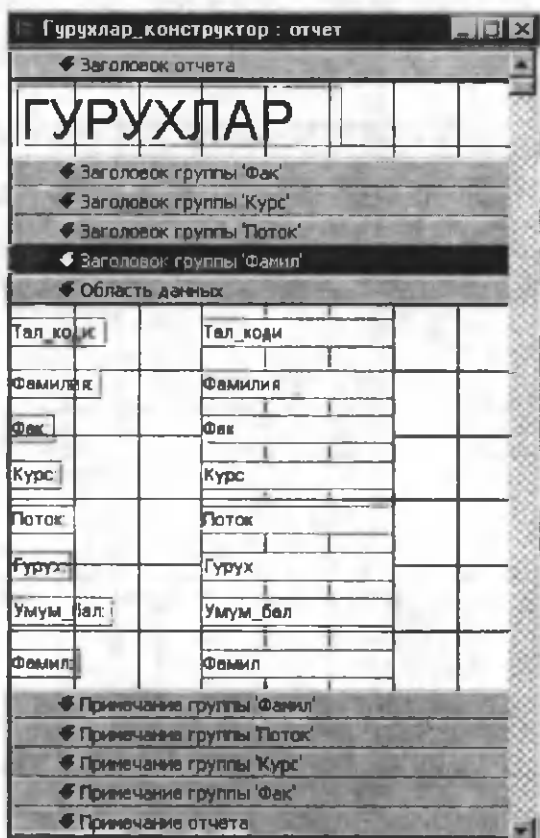 Гурухлар_конструктор : отчет
Заголовок отчета
ГУРУХЛАР
Заголовок группы 'Фак'
Заголовок группы 'Курс'
Заголовок группы 'Поток'
Заголовок группы 'Фамил'
Область данных
Тал_коди: Тал_коди
Фамилия: Фамилия
Фак: Фак
Курс: Курс
Поток: Поток
Гурух: Гурух
Умум_бал: Умум_бал
Фамил: Фамил
Примечание группы 'Фамил'
Примечание группы 'Поток'
Примечание группы 'Курс'
Примечание группы 'Фак'
Примечание отчета